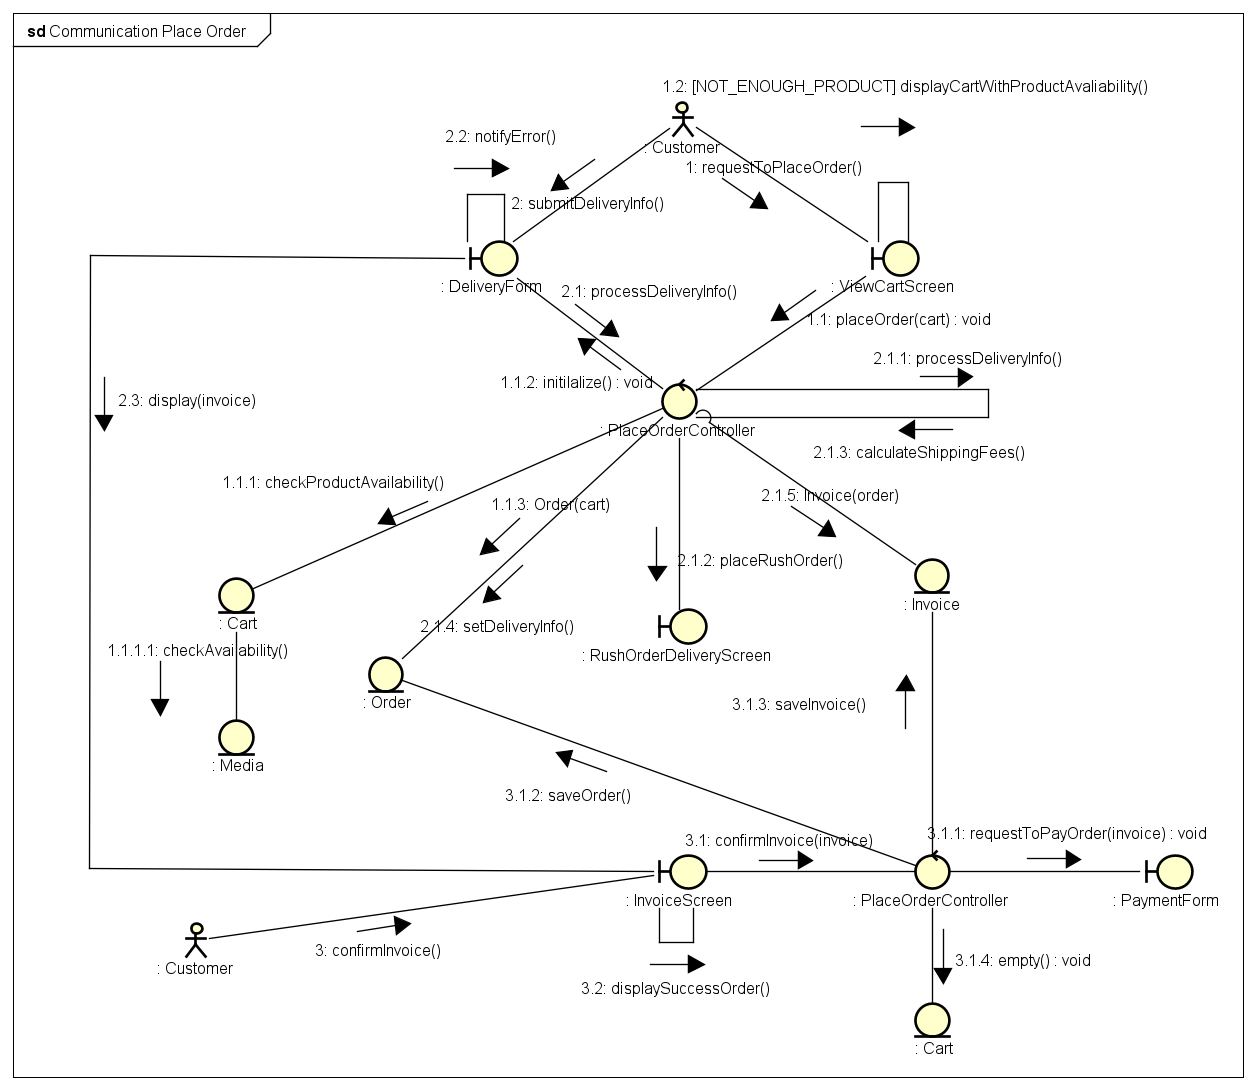 sd Communication Place Order
1.2: [NOT_ENOUGH_PRODUCT] displayCartWithProductAvaliability()
2.2: notifyError()
: Customer
1: requestToPlaceOrder()
2: submitDeliveryInfo()
: DeliveryForm
: ViewCartScreen
2.1: processDeliveryInfo()
1.1: placeOrder(cart) : void
2.1.1: processDeliveryInfo()
1.1.2: initilalize() : void
2.3: display(invoice)
: PlaceOrderController
2.1.3: calculateShippingFees()
1.1.1: checkProductAvailability()
2.1.5: Invoice(order)
1.1.3: Order(cart)
2.1.2: placeRushOrder()
: Invoice
: Cart
2.1.4: setDeliveryInfo()
1.1.1.1: checkAvailability()
: RushOrderDeliveryScreen
: Order
3.1.3: saveInvoice()
: Media
3.1.2: saveOrder()
3.1: confirmInvoice(invoice)
3.1.1: requestToPayOrder(invoice) : void
: InvoiceScreen
: PlaceOrderController
: PaymentForm
3: confirmInvoice()
: Customer
3.1.4: empty() : void
3.2: displaySuccessOrder()
: Cart